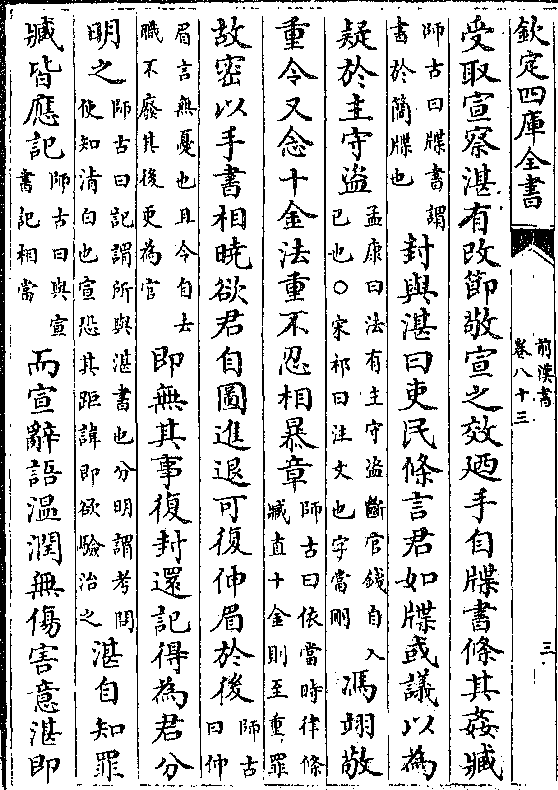 欽定四庫全書
前漢書
卷八十三
三
受取宣察湛有改節敬宣之效廼手自牒書條其姦臧
師古曰牒書謂
書於簡牒也
封與湛曰吏民條言君如牒或議以為
疑於主守盜
孟康曰法有主守盜斷官錢自入
已也○宋祁曰注文也字當刪
馮翊敬
重令又念十金法重不忍相暴章
師古曰依當時律條
臧直十金則至重罪
故密以手書相曉欲君自圖進退可復伸眉於後
師古
曰伸
眉言無憂也且令自去
職不廢其後更為官
即無其事復封還記得為君分
明之
師古曰記謂所與湛書也分明謂考問
使知清白也宣恐其距諱即欲驗治之
湛自知罪
臧皆應記
師古曰與宣
書記相當
而宣辭語溫潤無傷害意湛即